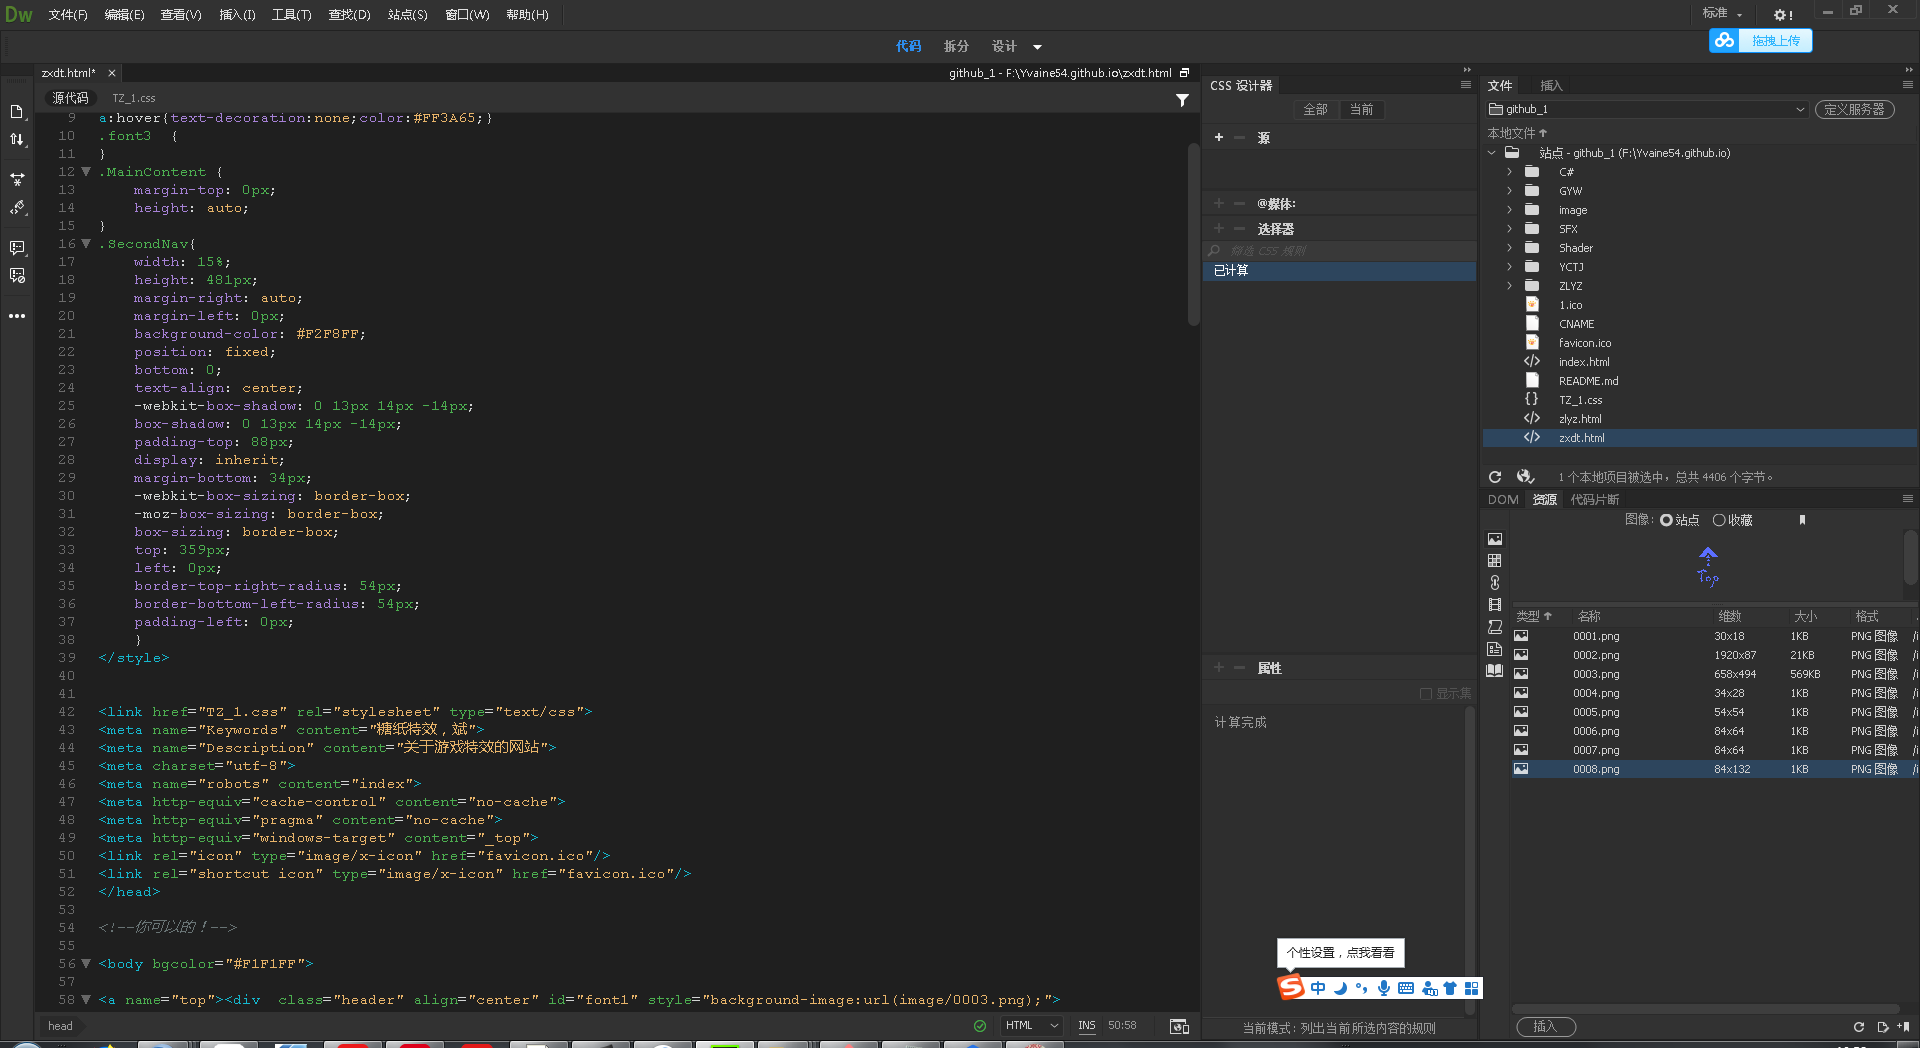 Dw 文件(F) 编辑(E) 查看(V) 插入(I) 工具(T) 查找(D) 站点(S) 窗口(W) 帮助(H) 标准
代码 拆分 设计 拖拽上传
zxdt.html* github_1 - F:\Yvaine54.github.io\zxdt.html
源代码 TZ_1.css
9 a:hover{text-decoration:none;color:#FF3A65;}
10 .font3  {
11 }
12 .MainContent {
13 margin-top: 0px;
14 height: auto;
15 }
16 .SecondNav{
17 width: 15%;
18 height: 481px;
19 margin-right: auto;
20 margin-left: 0px;
21 background-color: #F2F8FF;
22 position: fixed;
23 bottom: 0;
24 text-align: center;
25 -webkit-box-shadow: 0 13px 14px -14px;
26 box-shadow: 0 13px 14px -14px;
27 padding-top: 88px;
28 display: inherit;
29 margin-bottom: 34px;
30 -webkit-box-sizing: border-box;
31 -moz-box-sizing: border-box;
32 box-sizing: border-box;
33 top: 359px;
34 left: 0px;
35 border-top-right-radius: 54px;
36 border-bottom-left-radius: 54px;
37 padding-left: 0px;
38 }
39 </style>
40
41
42 <link href="TZ_1.css" rel="stylesheet" type="text/css">
43 <meta name="Keywords" content="糖纸特效，斌">
44 <meta name="Description" content="关于游戏特效的网站">
45 <meta charset="utf-8">
46 <meta name="robots" content="index">
47 <meta http-equiv="cache-control" content="no-cache">
48 <meta http-equiv="pragma" content="no-cache">
49 <meta http-equiv="windows-target" content="_top">
50 <link rel="icon" type="image/x-icon" href="favicon.ico"/>
51 <link rel="shortcut icon" type="image/x-icon" href="favicon.ico"/>
52 </head>
53
54 <!--你可以的！-->
55
56 <body bgcolor="#F1F1FF">
57
58 <a name="top"><div  class="header" align="center" id="font1" style="background-image:url(image/0003.png);">
head HTML INS 50:58
CSS 设计器
全部 当前
源
@媒体:
选择器
筛选 CSS 规则
已计算
属性
显示集
计算完成
个性设置，点我看看
中
当前模式: 列出当前所选内容的规则
文件 插入
github_1 定义服务器
本地文件
站点 - github_1 (F:\Yvaine54.github.io)
C#
GYW
image
SFX
Shader
YCTJ
ZLYZ
1.ico
CNAME
favicon.ico
index.html
README.md
TZ_1.css
zlyz.html
zxdt.html
1 个本地项目被选中，总共 4406 个字节。
DOM 资源 代码片断
图像: 站点 收藏
Top
类型 名称 维数 大小 格式
0001.png 30x18 1KB PNG 图像
0002.png 1920x87 21KB PNG 图像
0003.png 658x494 569KB PNG 图像
0004.png 34x28 1KB PNG 图像
0005.png 54x54 1KB PNG 图像
0006.png 84x64 1KB PNG 图像
0007.png 84x64 1KB PNG 图像
0008.png 84x132 1KB PNG 图像
插入